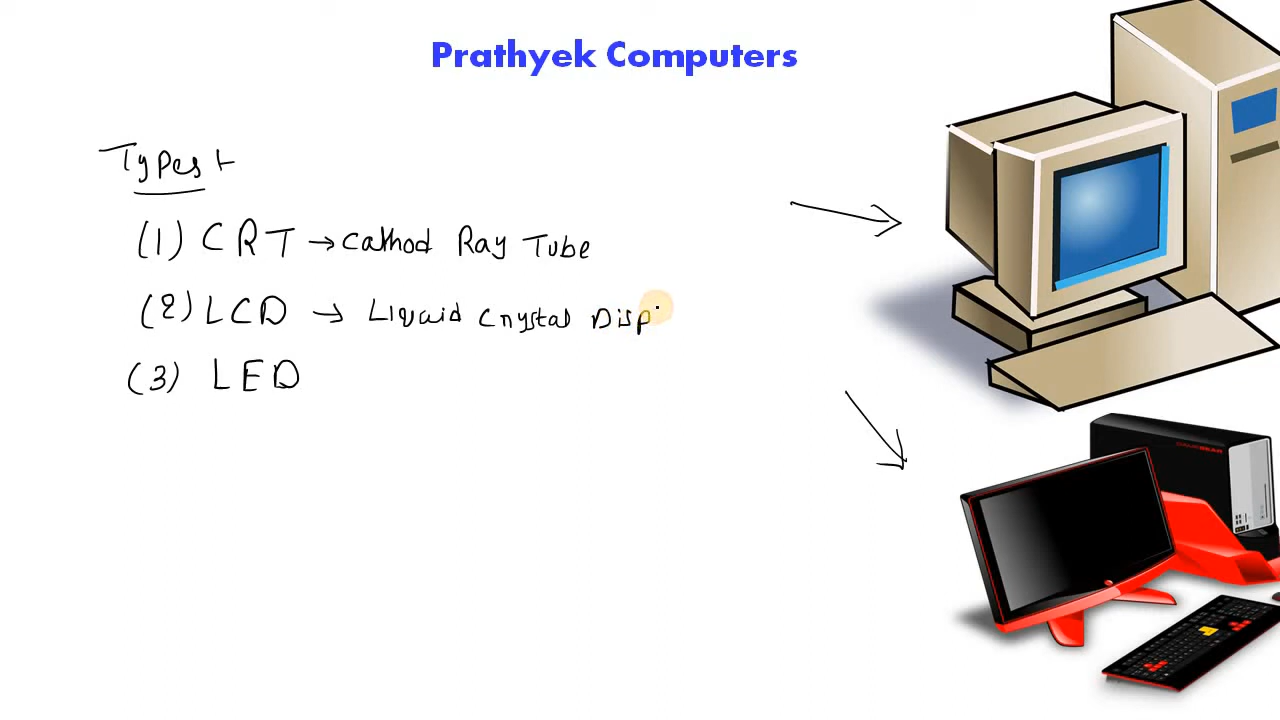 Prathyek Computers
Types
(1) CRT → Cathod Ray Tube
(2) LCD → Liquid Crystal Disp
(3) LED